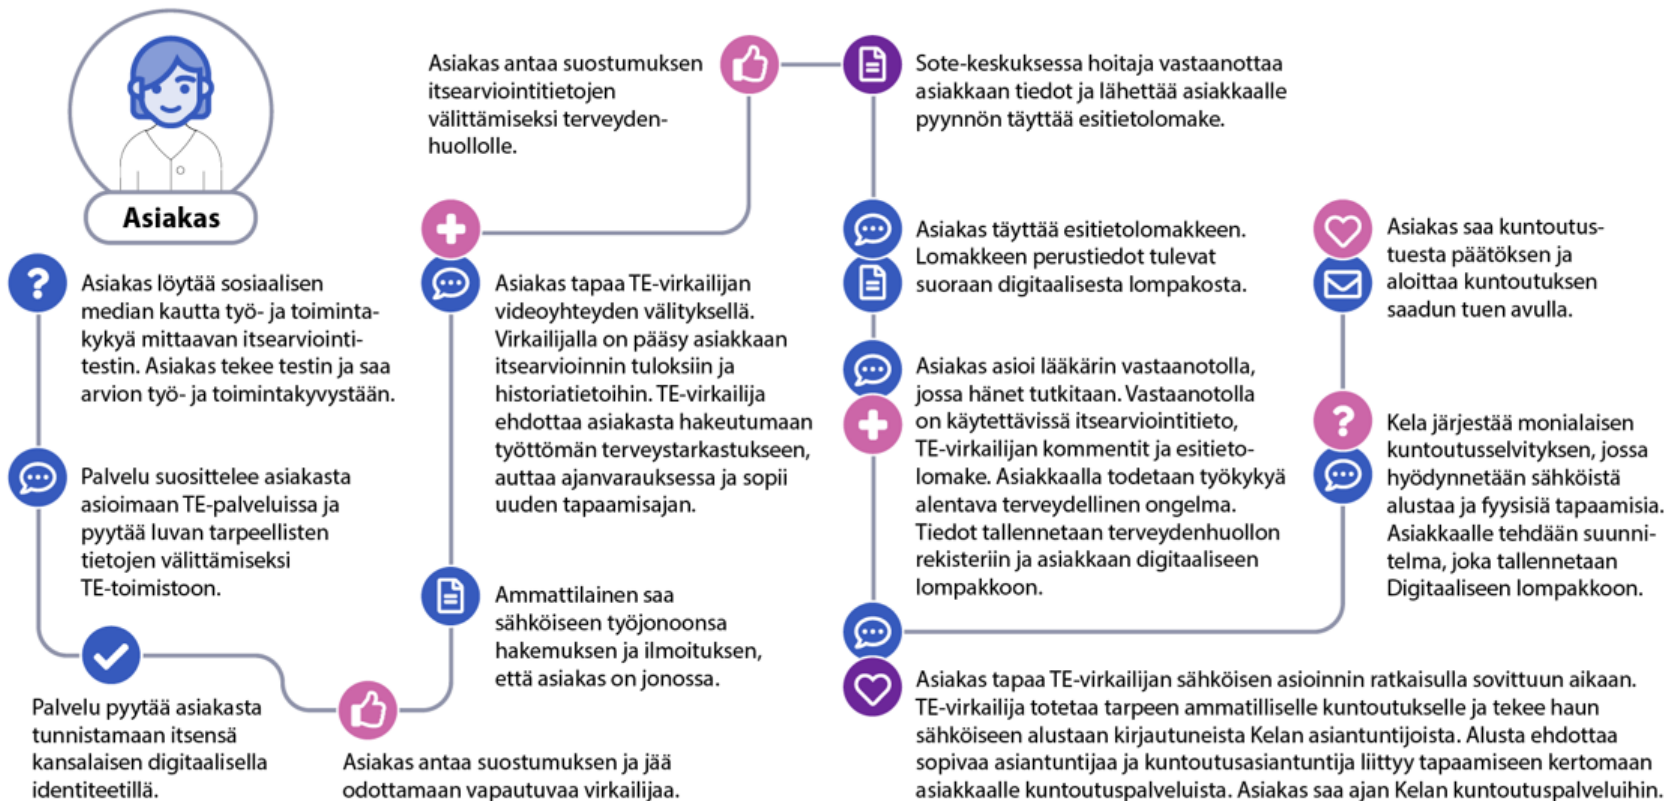 Asiakas
Asiakas löytää sosiaalisen
median kautta työ- ja toiminta-
kykyä mittaavan itsearviointi-
testin. Asiakas tekee testin ja saa
arvion työ- ja toimintakyvystään.
Palvelu suosittelee asiakasta
asioimaan TE-palveluissa ja
pyytää luvan tarpeellisten
tietojen välittämiseksi
TE-toimistoon.
Palvelu pyytää asiakasta
tunnistamaan itsensä
kansalaisen digitaalisella
identiteetillä.
Asiakas antaa suostumuksen ja jää
odottamaan vapautuvaa virkailijaa.
Ammattilainen saa
sähköiseen työjonoonsa
hakemuksen ja ilmoituksen,
että asiakas on jonossa.
Asiakas tapaa TE-virkailijan
videoyhteyden välityksellä.
Virkailijalla on pääsy asiakkaan
itsearvioinnin tuloksiin ja
historiatietoihin. TE-virkailija
ehdottaa asiakasta hakeutumaan
työttömän terveystarkastukseen,
auttaa ajanvarauksessa ja sopii
uuden tapaamisajan.
Asiakas antaa suostumuksen
itsearviointitietojen
välittämiseksi terveyden-
huollolle.
Sote-keskuksessa hoitaja vastaanottaa
asiakkaan tiedot ja lähettää asiakkaalle
pyynnön täyttää esitietolomake.
Asiakas täyttää esitietolomakkeen.
Lomakkeen perustiedot tulevat
suoraan digitaalisesta lompakosta.
Asiakas asioi lääkärin vastaanotolla,
jossa hänet tutkitaan. Vastaanotolla
on käytettävissä itsearviointitieto,
TE-virkailijan kommentit ja esitieto-
lomake. Asiakkaalla todetaan työkykyä
alentava terveydellinen ongelma.
Tiedot tallennetaan terveydenhuollon
rekisteriin ja asiakkaan digitaaliseen
lompakkoon.
Asiakas tapaa TE-virkailijan sähköisen asioinnin ratkaisulla sovittuun aikaan.
TE-virkailija totetaa tarpeen ammatilliselle kuntoutukselle ja tekee haun
sähköiseen alustaan kirjautuneista Kelan asiantuntijoista. Alusta ehdottaa
sopivaa asiantuntijaa ja kuntoutusasiantuntija liittyy tapaamiseen kertomaan
asiakkaalle kuntoutuspalveluista. Asiakas saa ajan Kelan kuntoutuspalveluihin.
Kela järjestää monialaisen
kuntoutusselvityksen, jossa
hyödynnetään sähköistä
alustaa ja fyysisiä tapaamisia.
Asiakkaalle tehdään suunni-
telma, joka tallennetaan
Digitaaliseen lompakkoon.
Asiakas saa kuntoutus-
tuesta päätöksen ja
aloittaa kuntoutuksen
saadun tuen avulla.